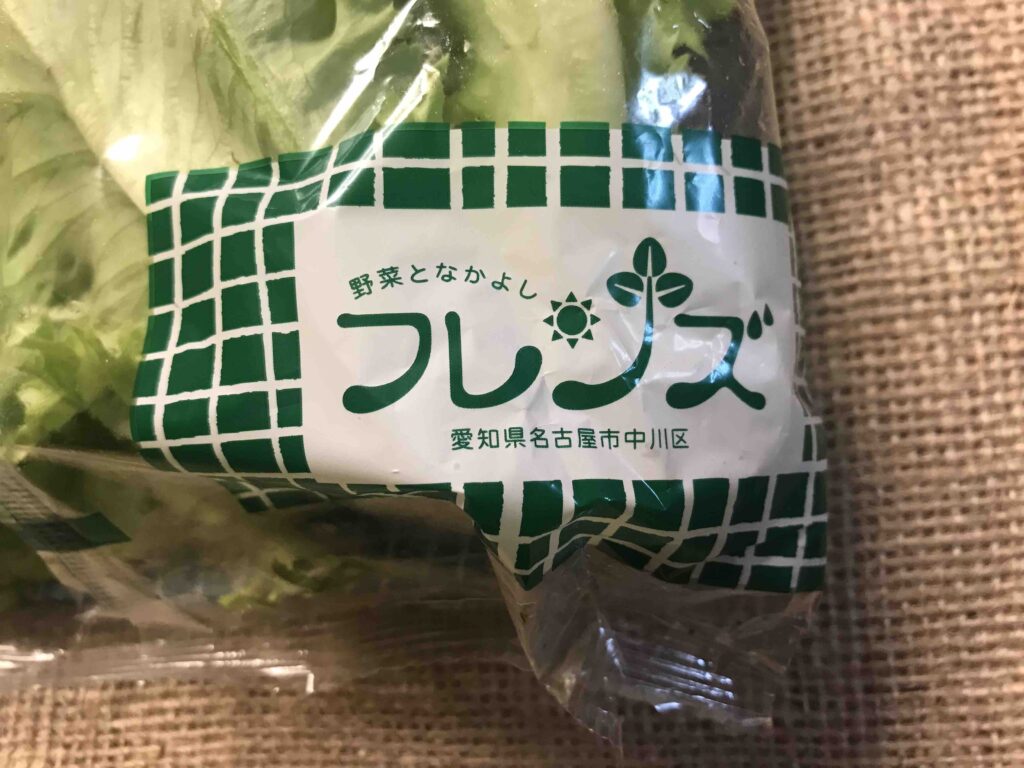 野菜となかよし
フレンズ
愛知県名古屋市中川区